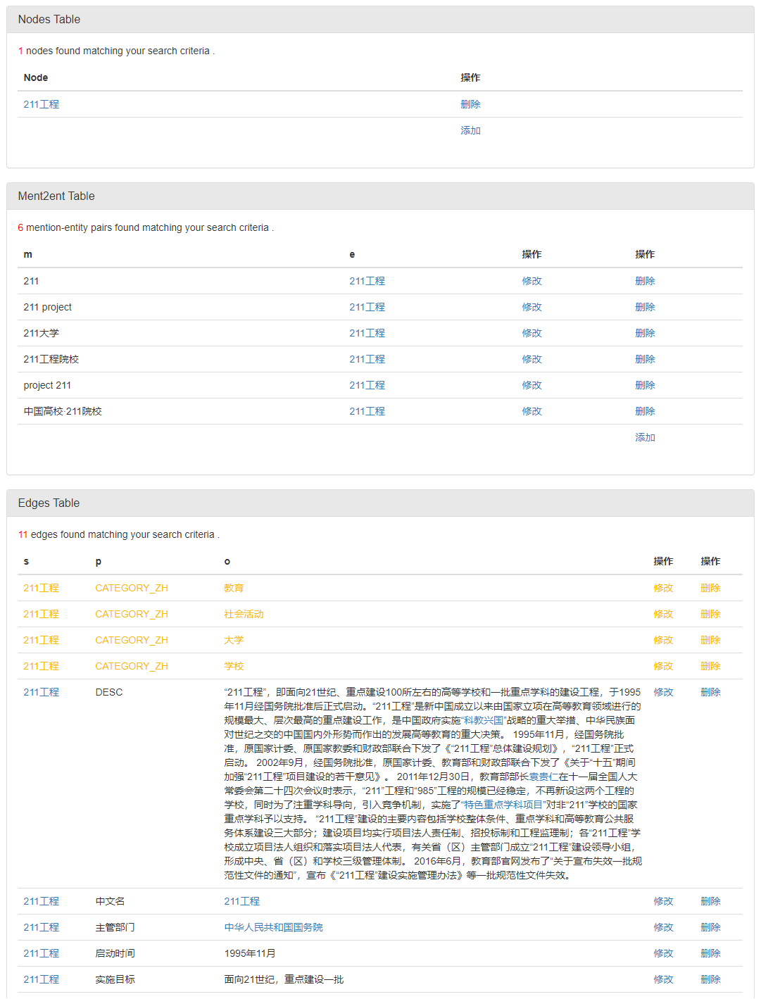 Nodes Table
1 nodes found matching your search criteria .
Node 操作
211工程 删除
添加
Ment2ent Table
6 mention-entity pairs found matching your search criteria .
m e 操作 操作
211 211工程 修改 删除
211 project 211工程 修改 删除
211大学 211工程 修改 删除
211工程院校 211工程 修改 删除
project 211 211工程 修改 删除
中国高校·211院校 211工程 修改 删除
添加
Edges Table
11 edges found matching your search criteria .
s p o 操作 操作
211工程 CATEGORY_ZH 教育 修改 删除
211工程 CATEGORY_ZH 社会活动 修改 删除
211工程 CATEGORY_ZH 大学 修改 删除
211工程 CATEGORY_ZH 学校 修改 删除
211工程 DESC “211工程”，即面向21世纪、重点建设100所左右的高等学校和一批重点学科的建设工程，于1995 修改 删除
年11月经国务院批准后正式启动。“211工程”是新中国成立以来由国家立项在高等教育领域进行的
规模最大、层次最高的重点建设工作，是中国政府实施“科教兴国”战略的重大举措、中华民族面
对世纪之交的中国国内外形势而作出的发展高等教育的重大决策。 1995年11月，经国务院批
准，原国家计委、原国家教委和财政部联合下发了《“211工程”总体建设规划》，“211工程”正式
启动。 2002年9月，经国务院批准，原国家计委、教育部和财政部联合下发了《关于“十五”期间
加强“211工程”项目建设的若干意见》。 2011年12月30日，教育部部长袁贵仁在十一届全国人大
常委会第二十四次会议时表示，“211”工程和“985”工程的规模已经稳定，不再新设这两个工程的
学校，同时为了注重学科导向，引入竞争机制，实施了“特色重点学科项目”对非“211”学校的国家
重点学科予以支持。 “211工程”建设的主要内容包括学校整体条件、重点学科和高等教育公共服
务体系建设三大部分；建设项目均实行项目法人责任制、招投标制和工程监理制；各“211工程”学
校成立项目法人组织和落实项目法人代表，有关省（区）主管部门成立“211工程”建设领导小组，
形成中央、省（区）和学校三级管理体制。 2016年6月，教育部官网发布了“关于宣布失效一批规
范性文件的通知”，宣布《“211工程”建设实施管理办法》等一批规范性文件失效。
211工程 中文名 211工程 修改 删除
211工程 主管部门 中华人民共和国国务院 修改 删除
211工程 启动时间 1995年11月 修改 删除
211工程 实施目标 面向21世纪，重点建设一批 修改 删除